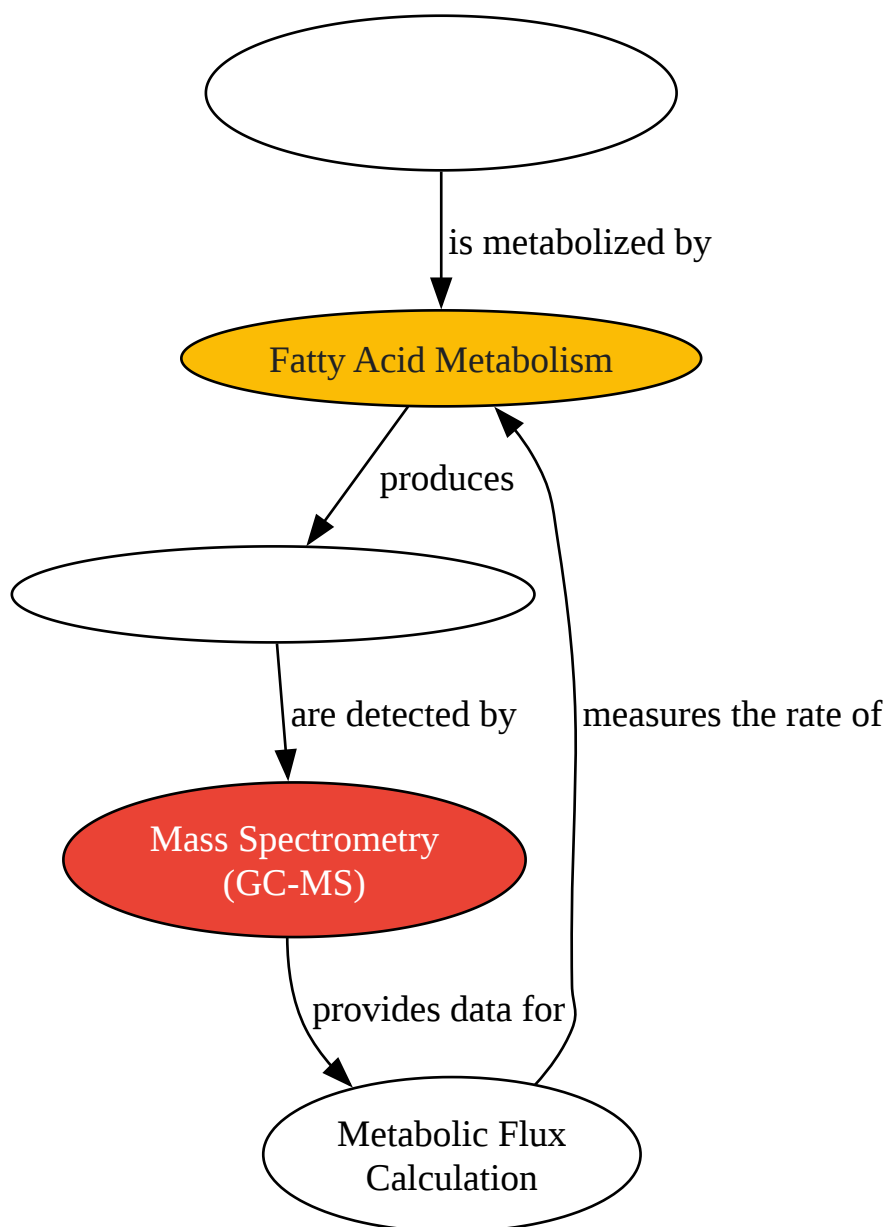 is metabolized by
Fatty Acid Metabolism
produces
are detected by
measures the rate of
Mass Spectrometry
(GC-MS)
provides data for
Metabolic Flux
Calculation